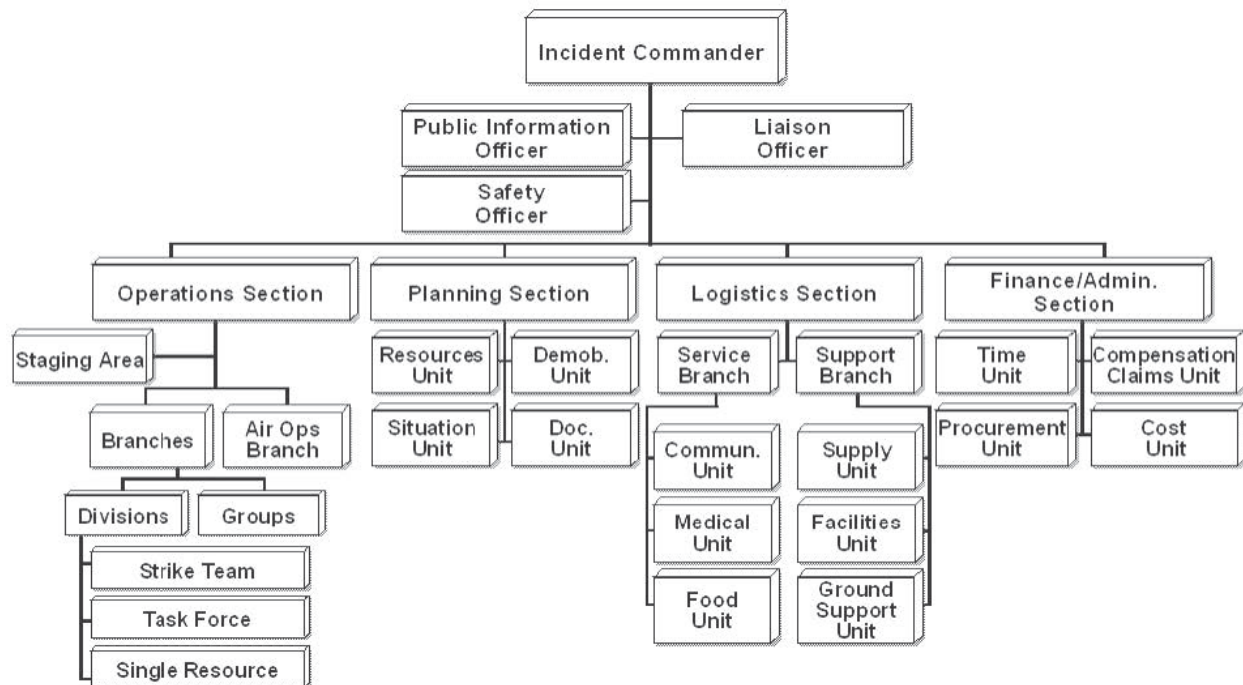 Incident Commander
Public Information
Officer
Liaison
Officer
Safety
Officer
Operations Section
Planning Section
Logistics Section
Finance/Admin.
Section
Staging Area
Resources
Unit
Demob.
Unit
Service
Branch
Support
Branch
Time
Unit
Compensation
Claims Unit
Branches
Air Ops
Branch
Situation
Unit
Doc.
Unit
Commun.
Unit
Supply
Unit
Procurement
Unit
Cost
Unit
Divisions
Groups
Medical
Unit
Facilities
Unit
Strike Team
Task Force
Single Resource
Food
Unit
Ground
Support
Unit